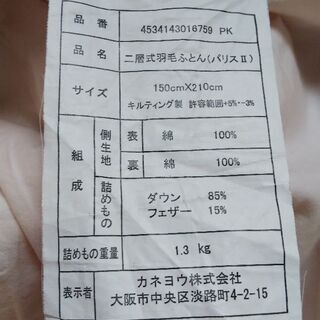 品番 4534143016759 PK
品名 二層式羽毛ふとん(パリスⅡ)
サイズ 150cmX210cm
キルティング製 許容範囲+5%・-3%
組成 側生地 表 綿 100%
裏 綿 100%
詰めもの ダウン 85%
フェザー 15%
詰めもの重量 1.3 kg
表示者 カネヨウ株式会社
大阪市中央区淡路町4-2-15